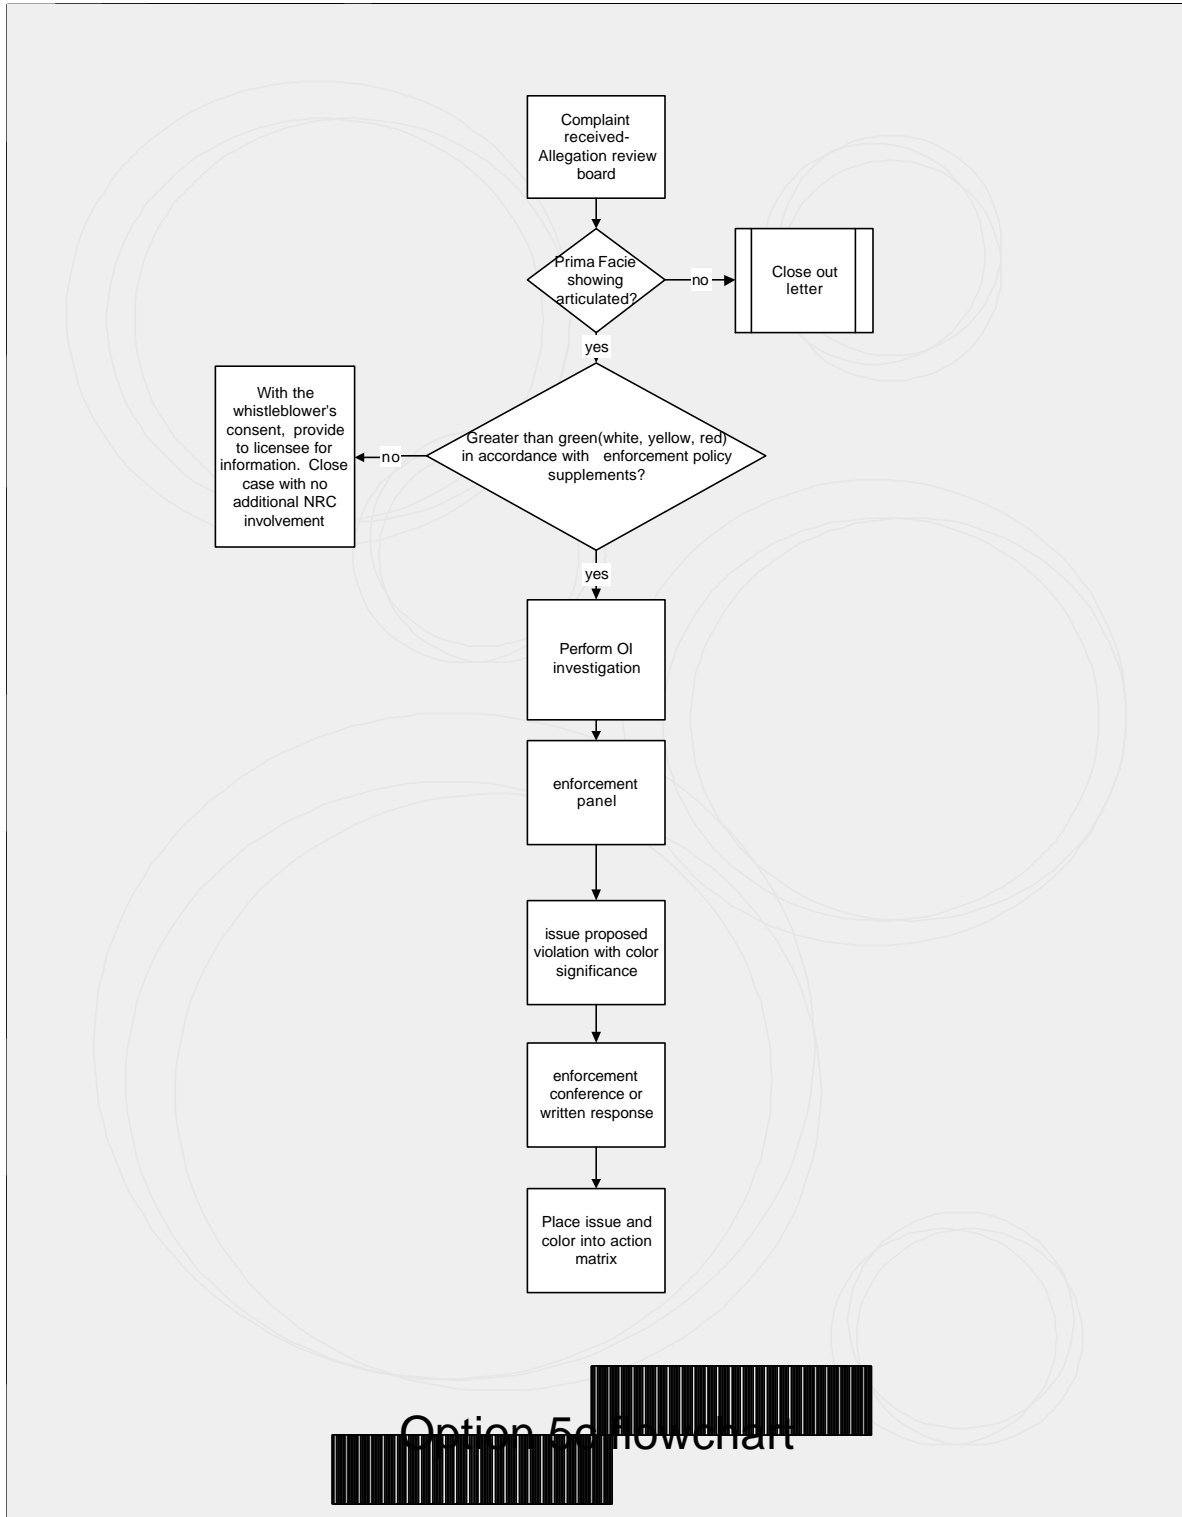 Complaint
received-
Allegation review
board
Prima Facie
showing
articulated?
no
Close out
letter
yes
With the
whistleblower's
consent, provide
to licensee for
information. Close
case with no
additional NRC
involvement
no
Greater than green(white, yellow, red)
in accordance with enforcement policy
supplements?
yes
Perform OI
investigation
enforcement
panel
issue proposed
violation with color
significance
enforcement
conference or
written response
Place issue and
color into action
matrix
Option 5c flowchart